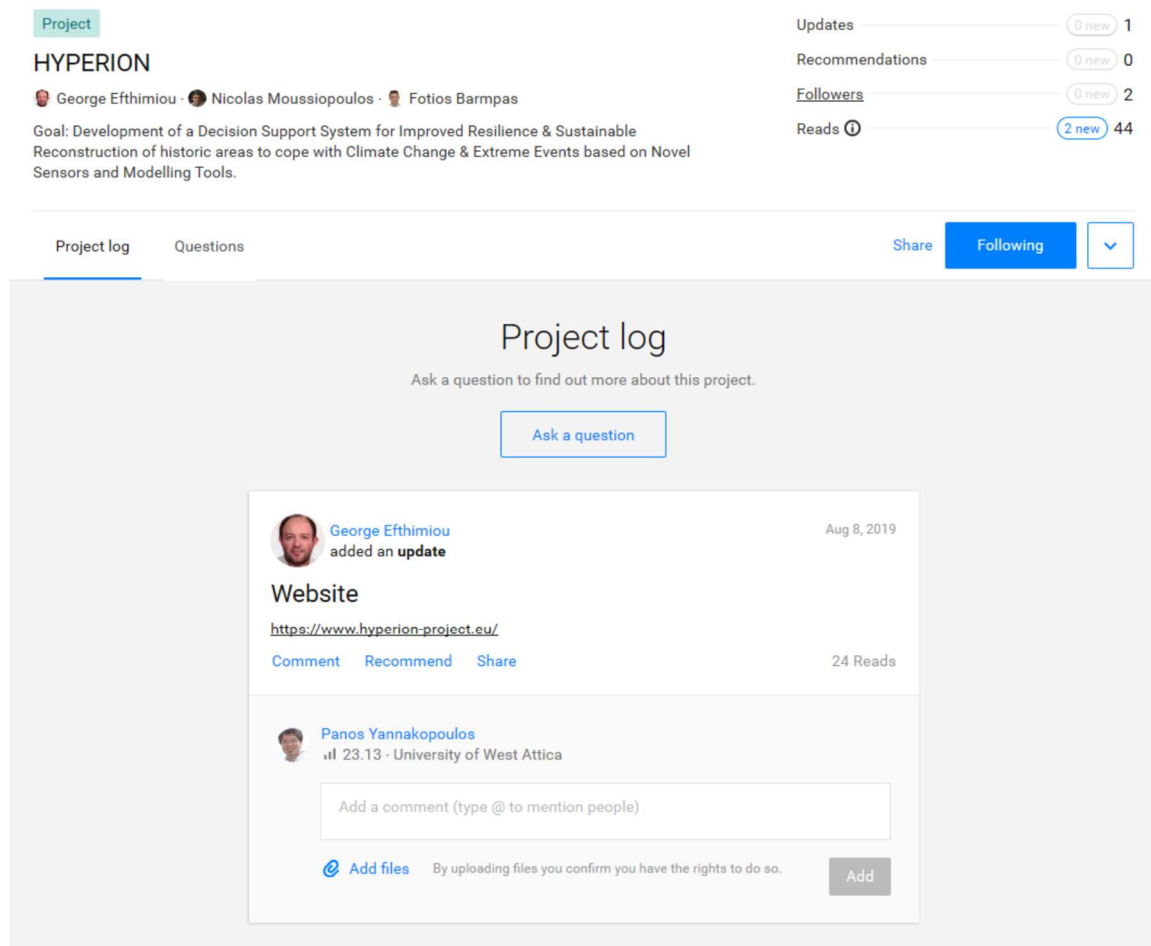 Project
HYPERION
George Efthimiou · Nicolas Moussiopoulos · Fotios Barmpas
Goal: Development of a Decision Support System for Improved Resilience & Sustainable
Reconstruction of historic areas to cope with Climate Change & Extreme Events based on Novel
Sensors and Modelling Tools.
Updates 0 new 1
Recommendations 0 new 0
Followers 0 new 2
Reads 2 new 44
Project log Questions
Share Following
Project log
Ask a question to find out more about this project.
Ask a question
George Efthimiou Aug 8, 2019
added an update
Website
https://www.hyperion-project.eu/
Comment Recommend Share 24 Reads
Panos Yannakopoulos
23.13 · University of West Attica
Add a comment (type @ to mention people)
Add files By uploading files you confirm you have the rights to do so. Add